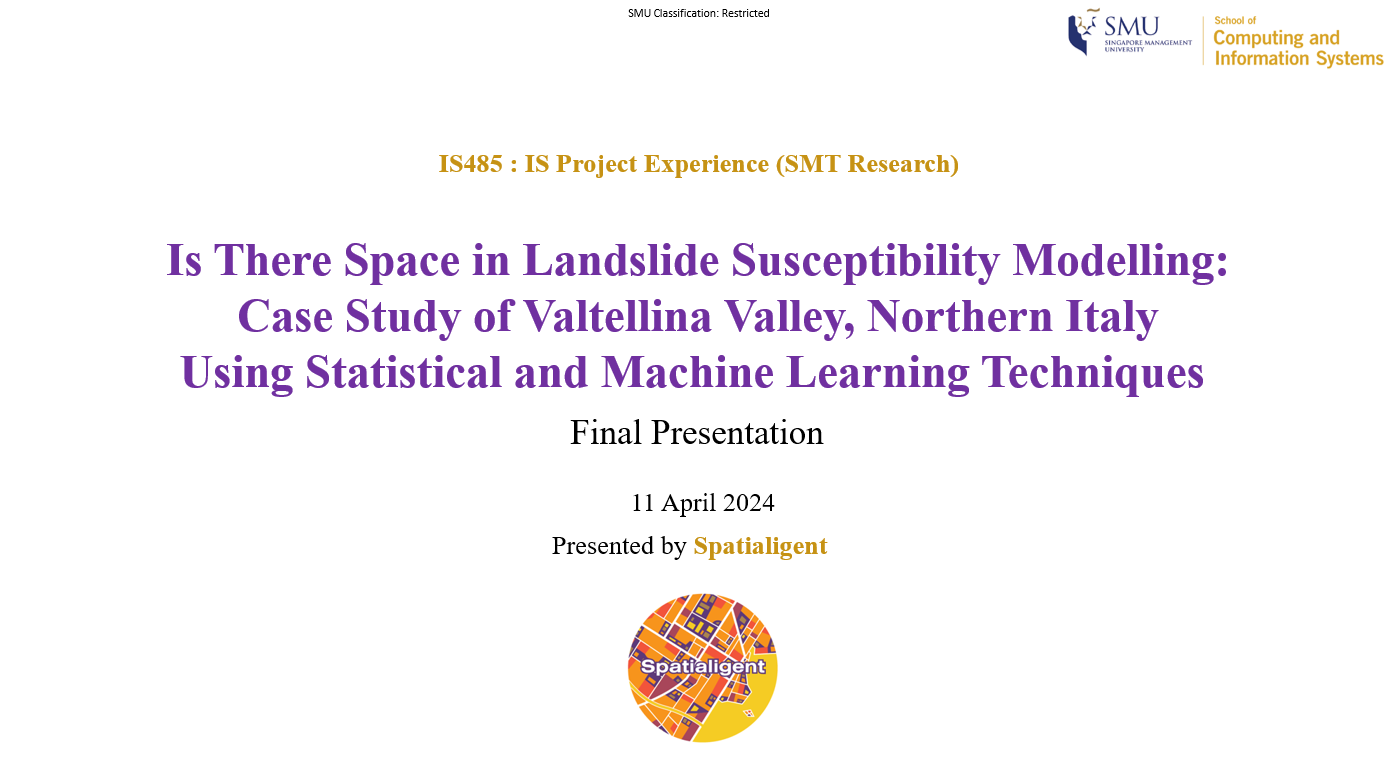 SMU Classification: Restricted
SMU
SINGAPORE MANAGEMENT
UNIVERSITY
School of
Computing and
Information Systems
IS485 : IS Project Experience (SMT Research)
Is There Space in Landslide Susceptibility Modelling:
Case Study of Valtellina Valley, Northern Italy
Using Statistical and Machine Learning Techniques
Final Presentation
11 April 2024
Presented by Spatialigent
Spatialigent